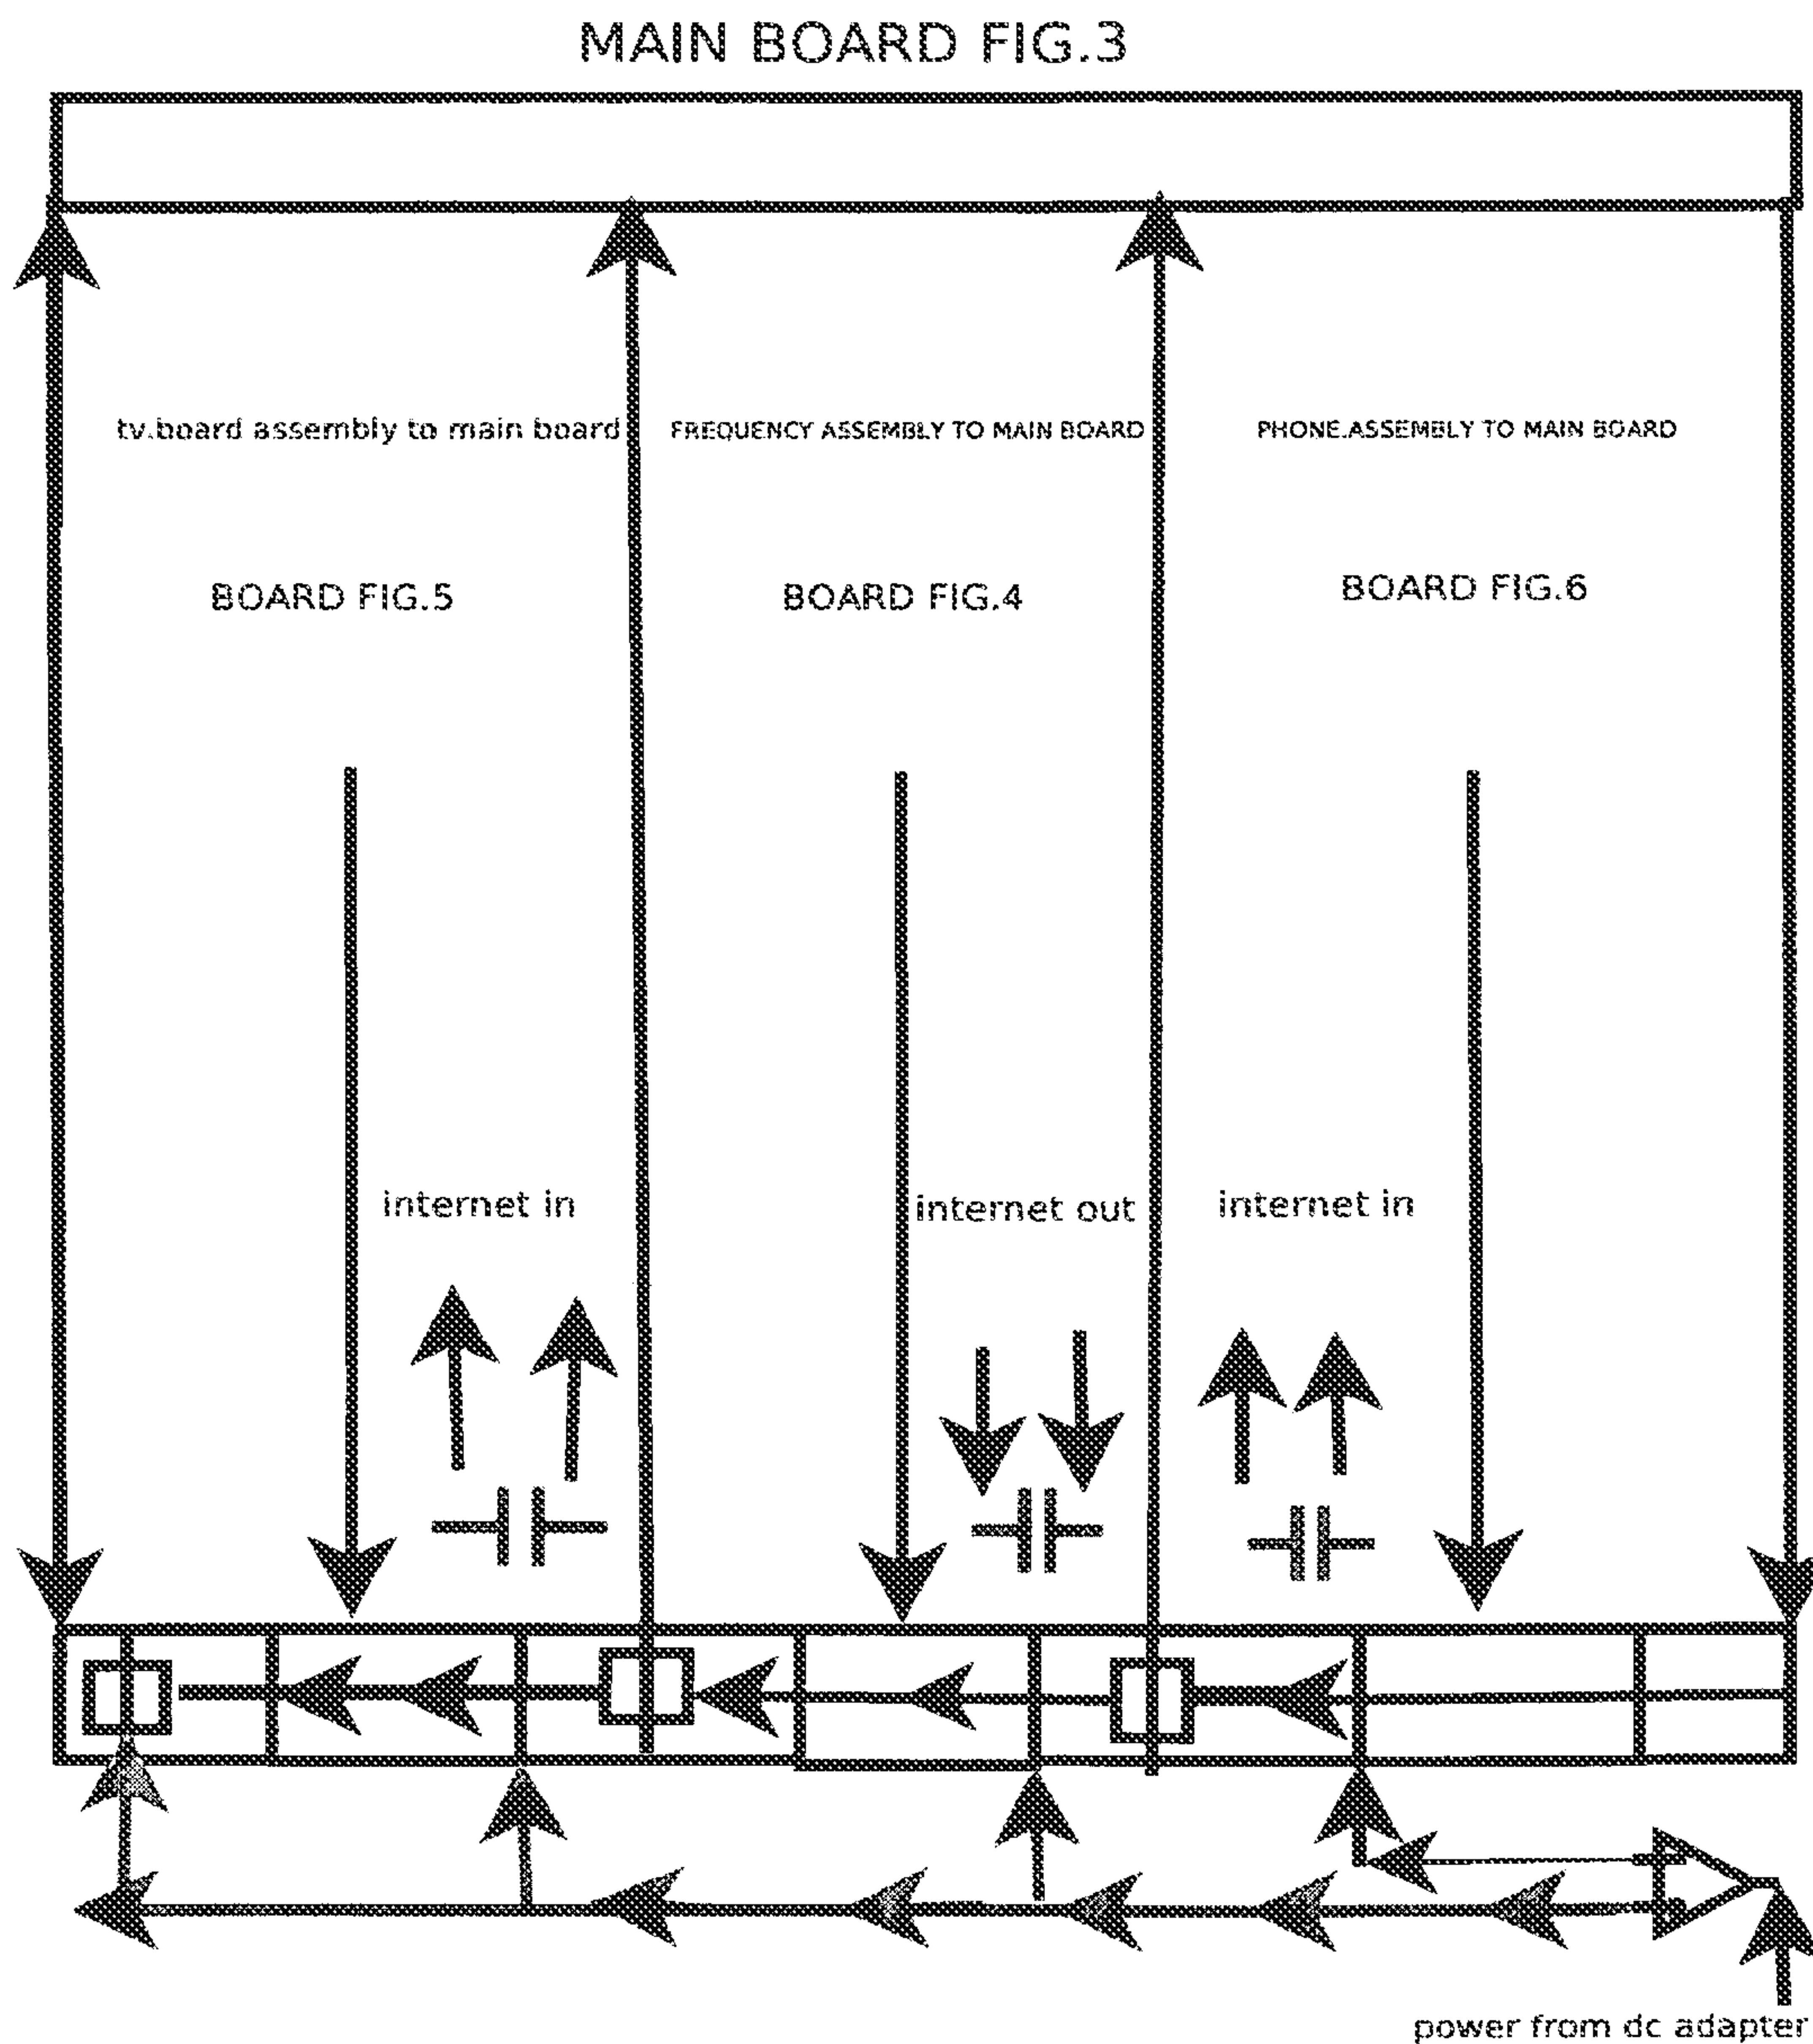 MAIN BOARD FIG.3
tv.board assembly to main board
FREQUENCY ASSEMBLY TO MAIN BOARD
PHONE.ASSEMBLY TO MAIN BOARD
BOARD FIG.5
BOARD FIG.4
BOARD FIG.6
internet in
internet out
internet in
power from dc adapter